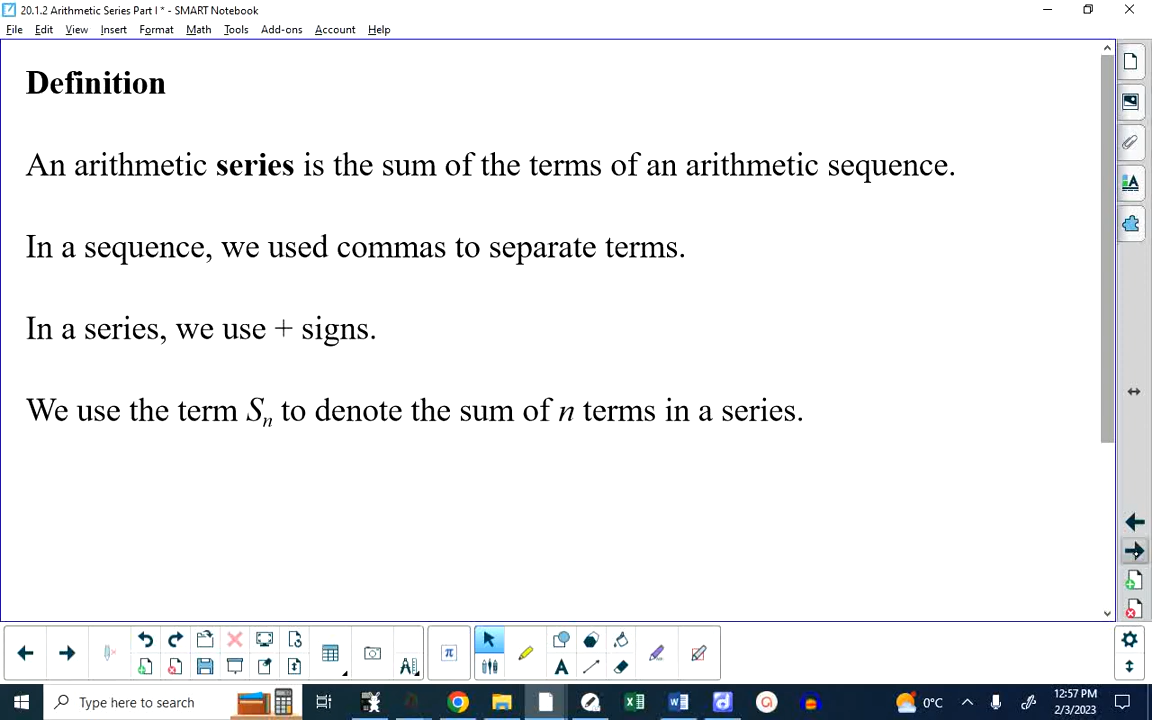 20.1.2 Arithmetic Series Part I * - SMART Notebook
File Edit View Insert Format Math Tools Add-ons Account Help
Definition
An arithmetic series is the sum of the terms of an arithmetic sequence.
In a sequence, we used commas to separate terms.
In a series, we use + signs.
We use the term Sn to denote the sum of n terms in a series.
Type here to search
0°C
12:57 PM
2/3/2023